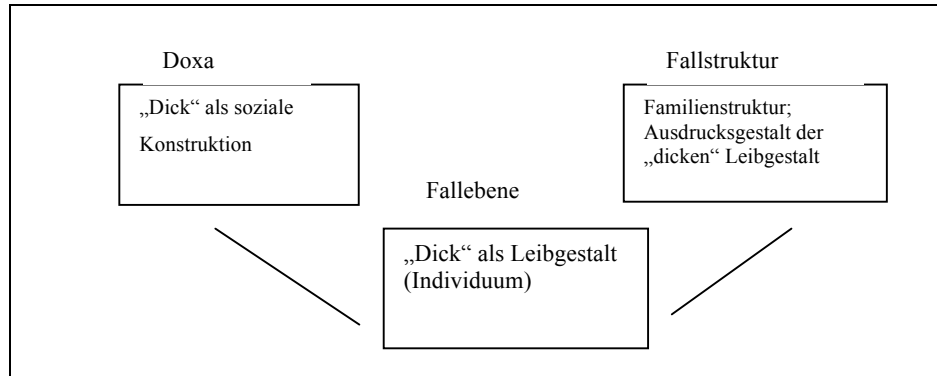 Doxa
„Dick“ als soziale
Konstruktion
Fallstruktur
Familienstruktur;
Ausdrucksgestalt der
„dicken“ Leibgestalt
Fallebene
„Dick“ als Leibgestalt
(Individuum)